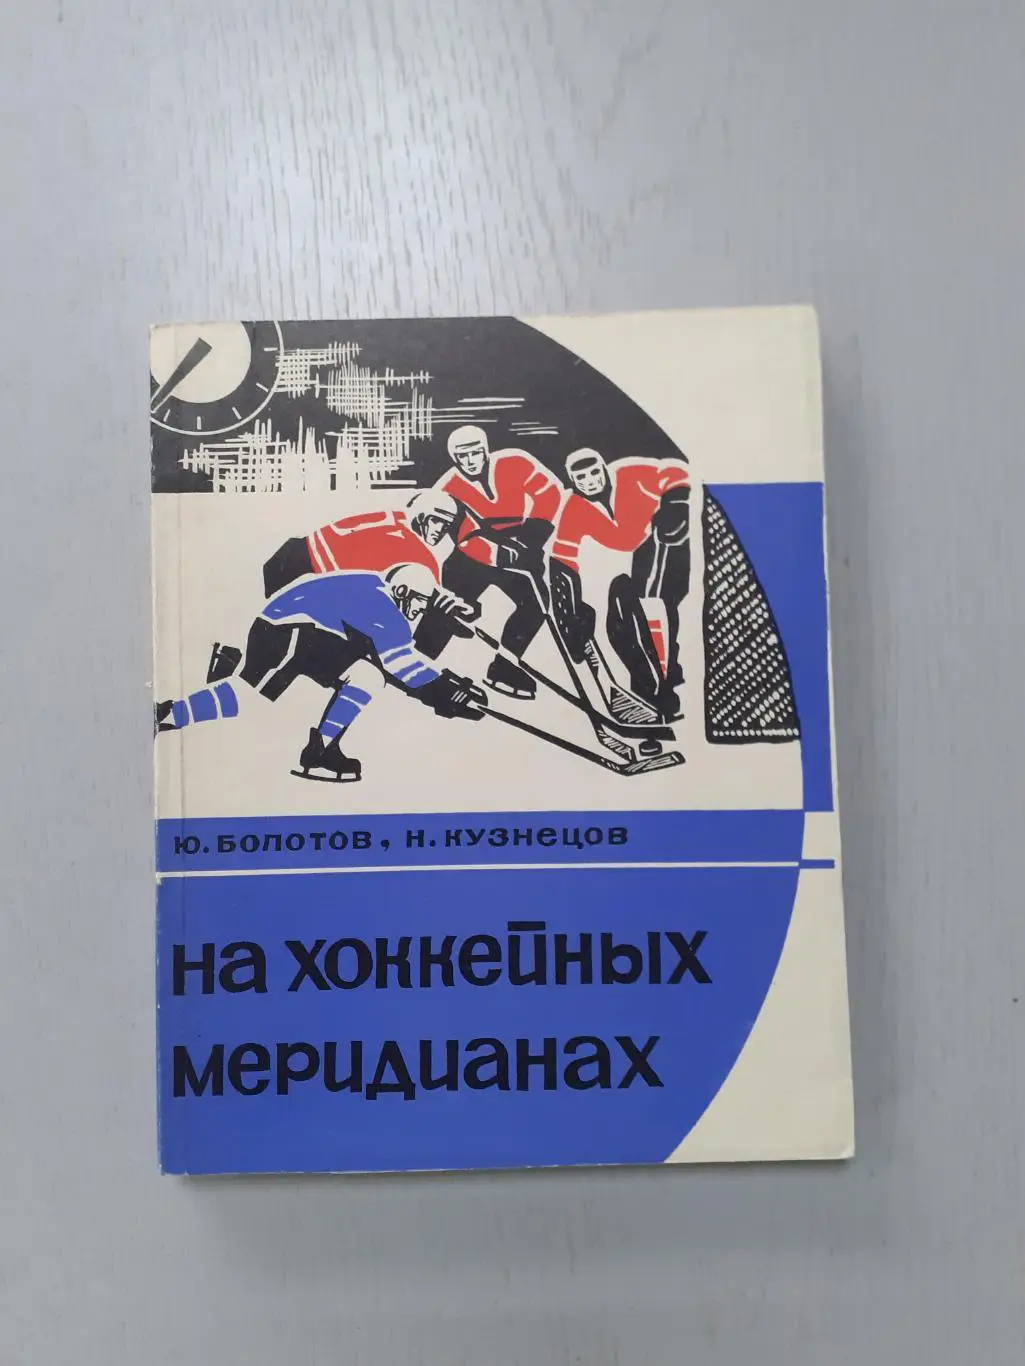 Ю. БОЛОТОВ, Н. КУЗНЕЦОВ
на хоккейных
меридианах